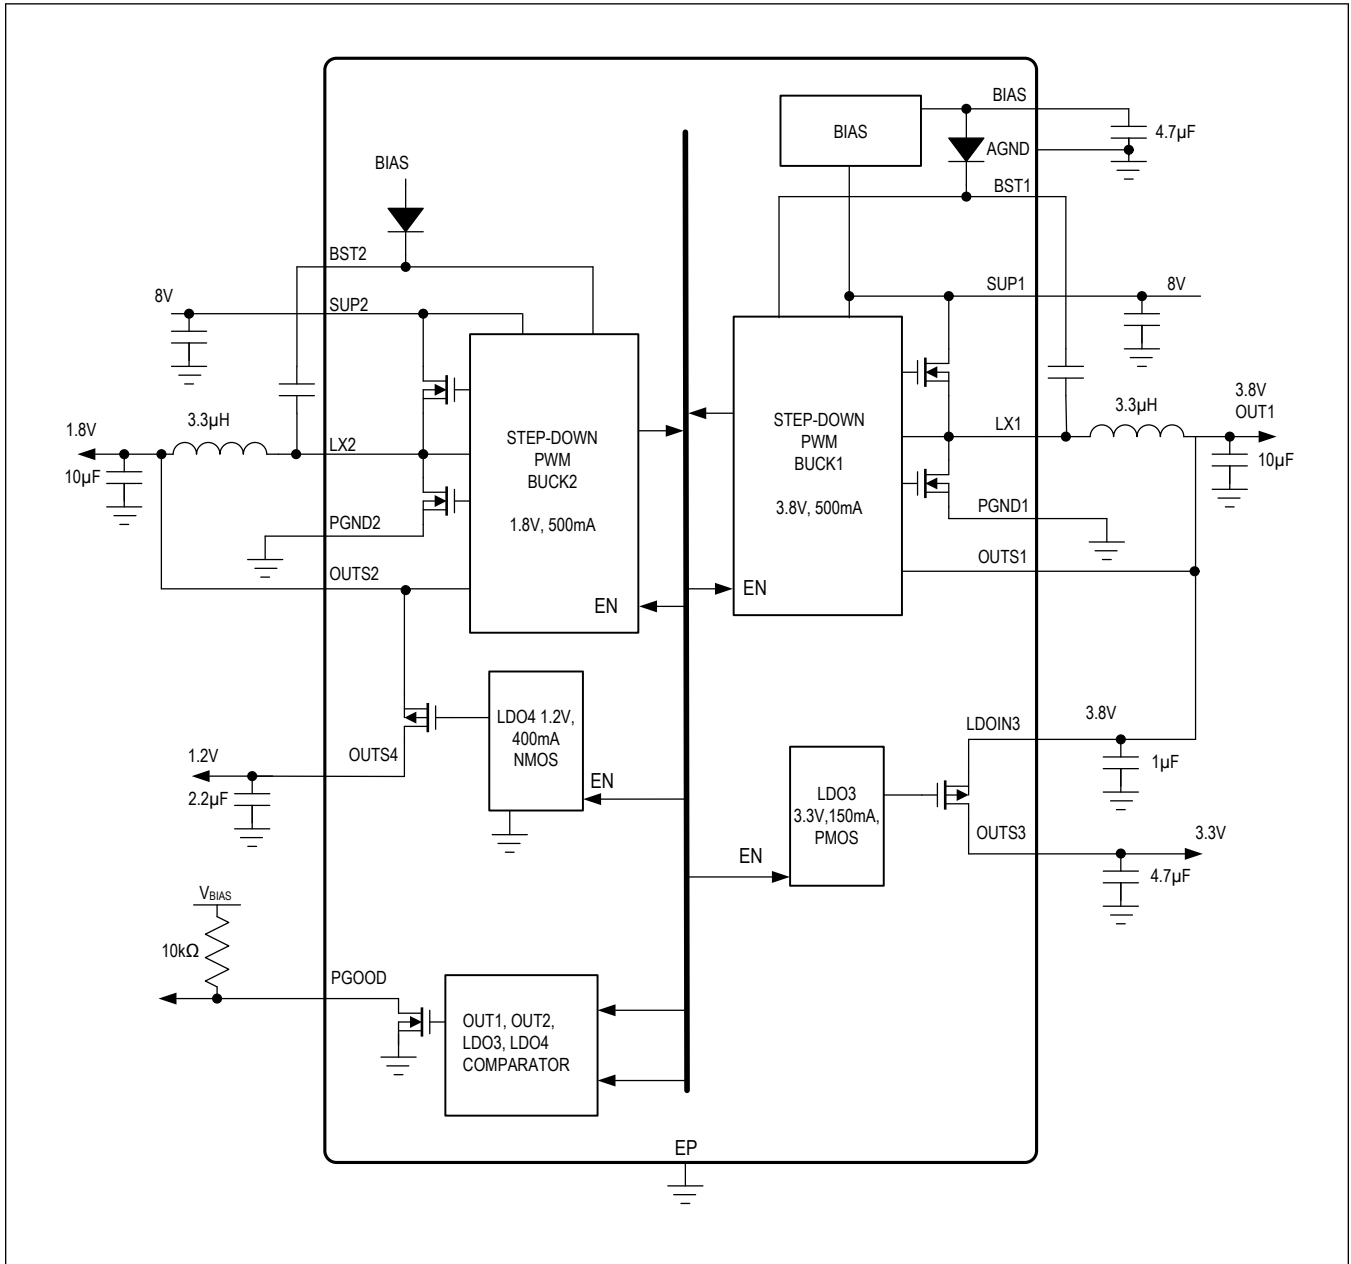 BIAS
BIAS
4.7µF
AGND
BST1
BIAS
BST2
8V
SUP2
SUP1
8V
3.3µH
1.8V
LX2
10µF
PGND2
OUTS2
STEP-DOWN
PWM
BUCK2
1.8V, 500mA
EN
STEP-DOWN
PWM
BUCK1
3.8V, 500mA
EN
LX1
3.3µH
3.8V
OUT1
10µF
PGND1
OUTS1
LDO4 1.2V,
400mA
NMOS
EN
1.2V
OUTS4
2.2µF
LDOIN3
3.8V
1µF
LDO3
3.3V,150mA,
PMOS
EN
OUTS3
3.3V
4.7µF
VBIAS
10kΩ
PGOOD
OUT1, OUT2,
LDO3, LDO4
COMPARATOR
EP